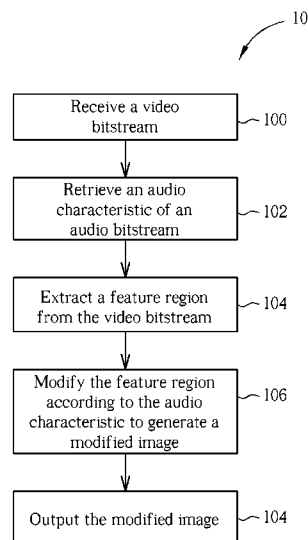 10
Receive a video
bitstream
100
Retrieve an audio
characteristic of an
audio bitstream
102
Extract a feature region
from the video bitstream
104
Modify the feature region
according to the audio
characteristic to generate a
modified image
106
Output the modified image
104